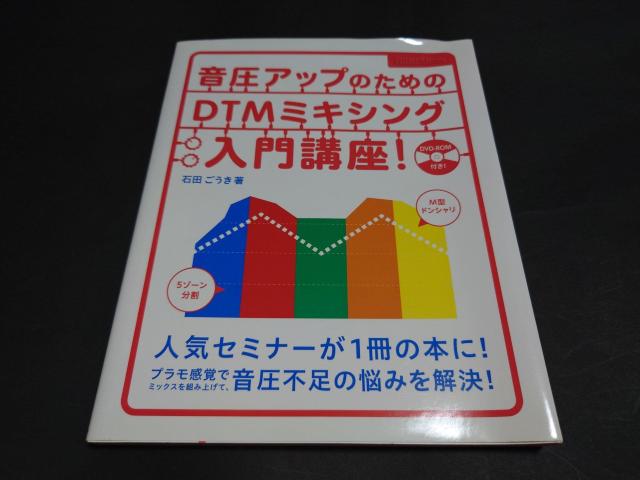 音圧アップのための
DTMミキシング
入門講座!
DVD-ROM
付き!
石田 ごうき 著
M型
ドンシャリ
5ゾーン
分割
人気セミナーが1冊の本に!
プラモ感覚で
ミックスを組み上げて、音圧不足の悩みを解決!